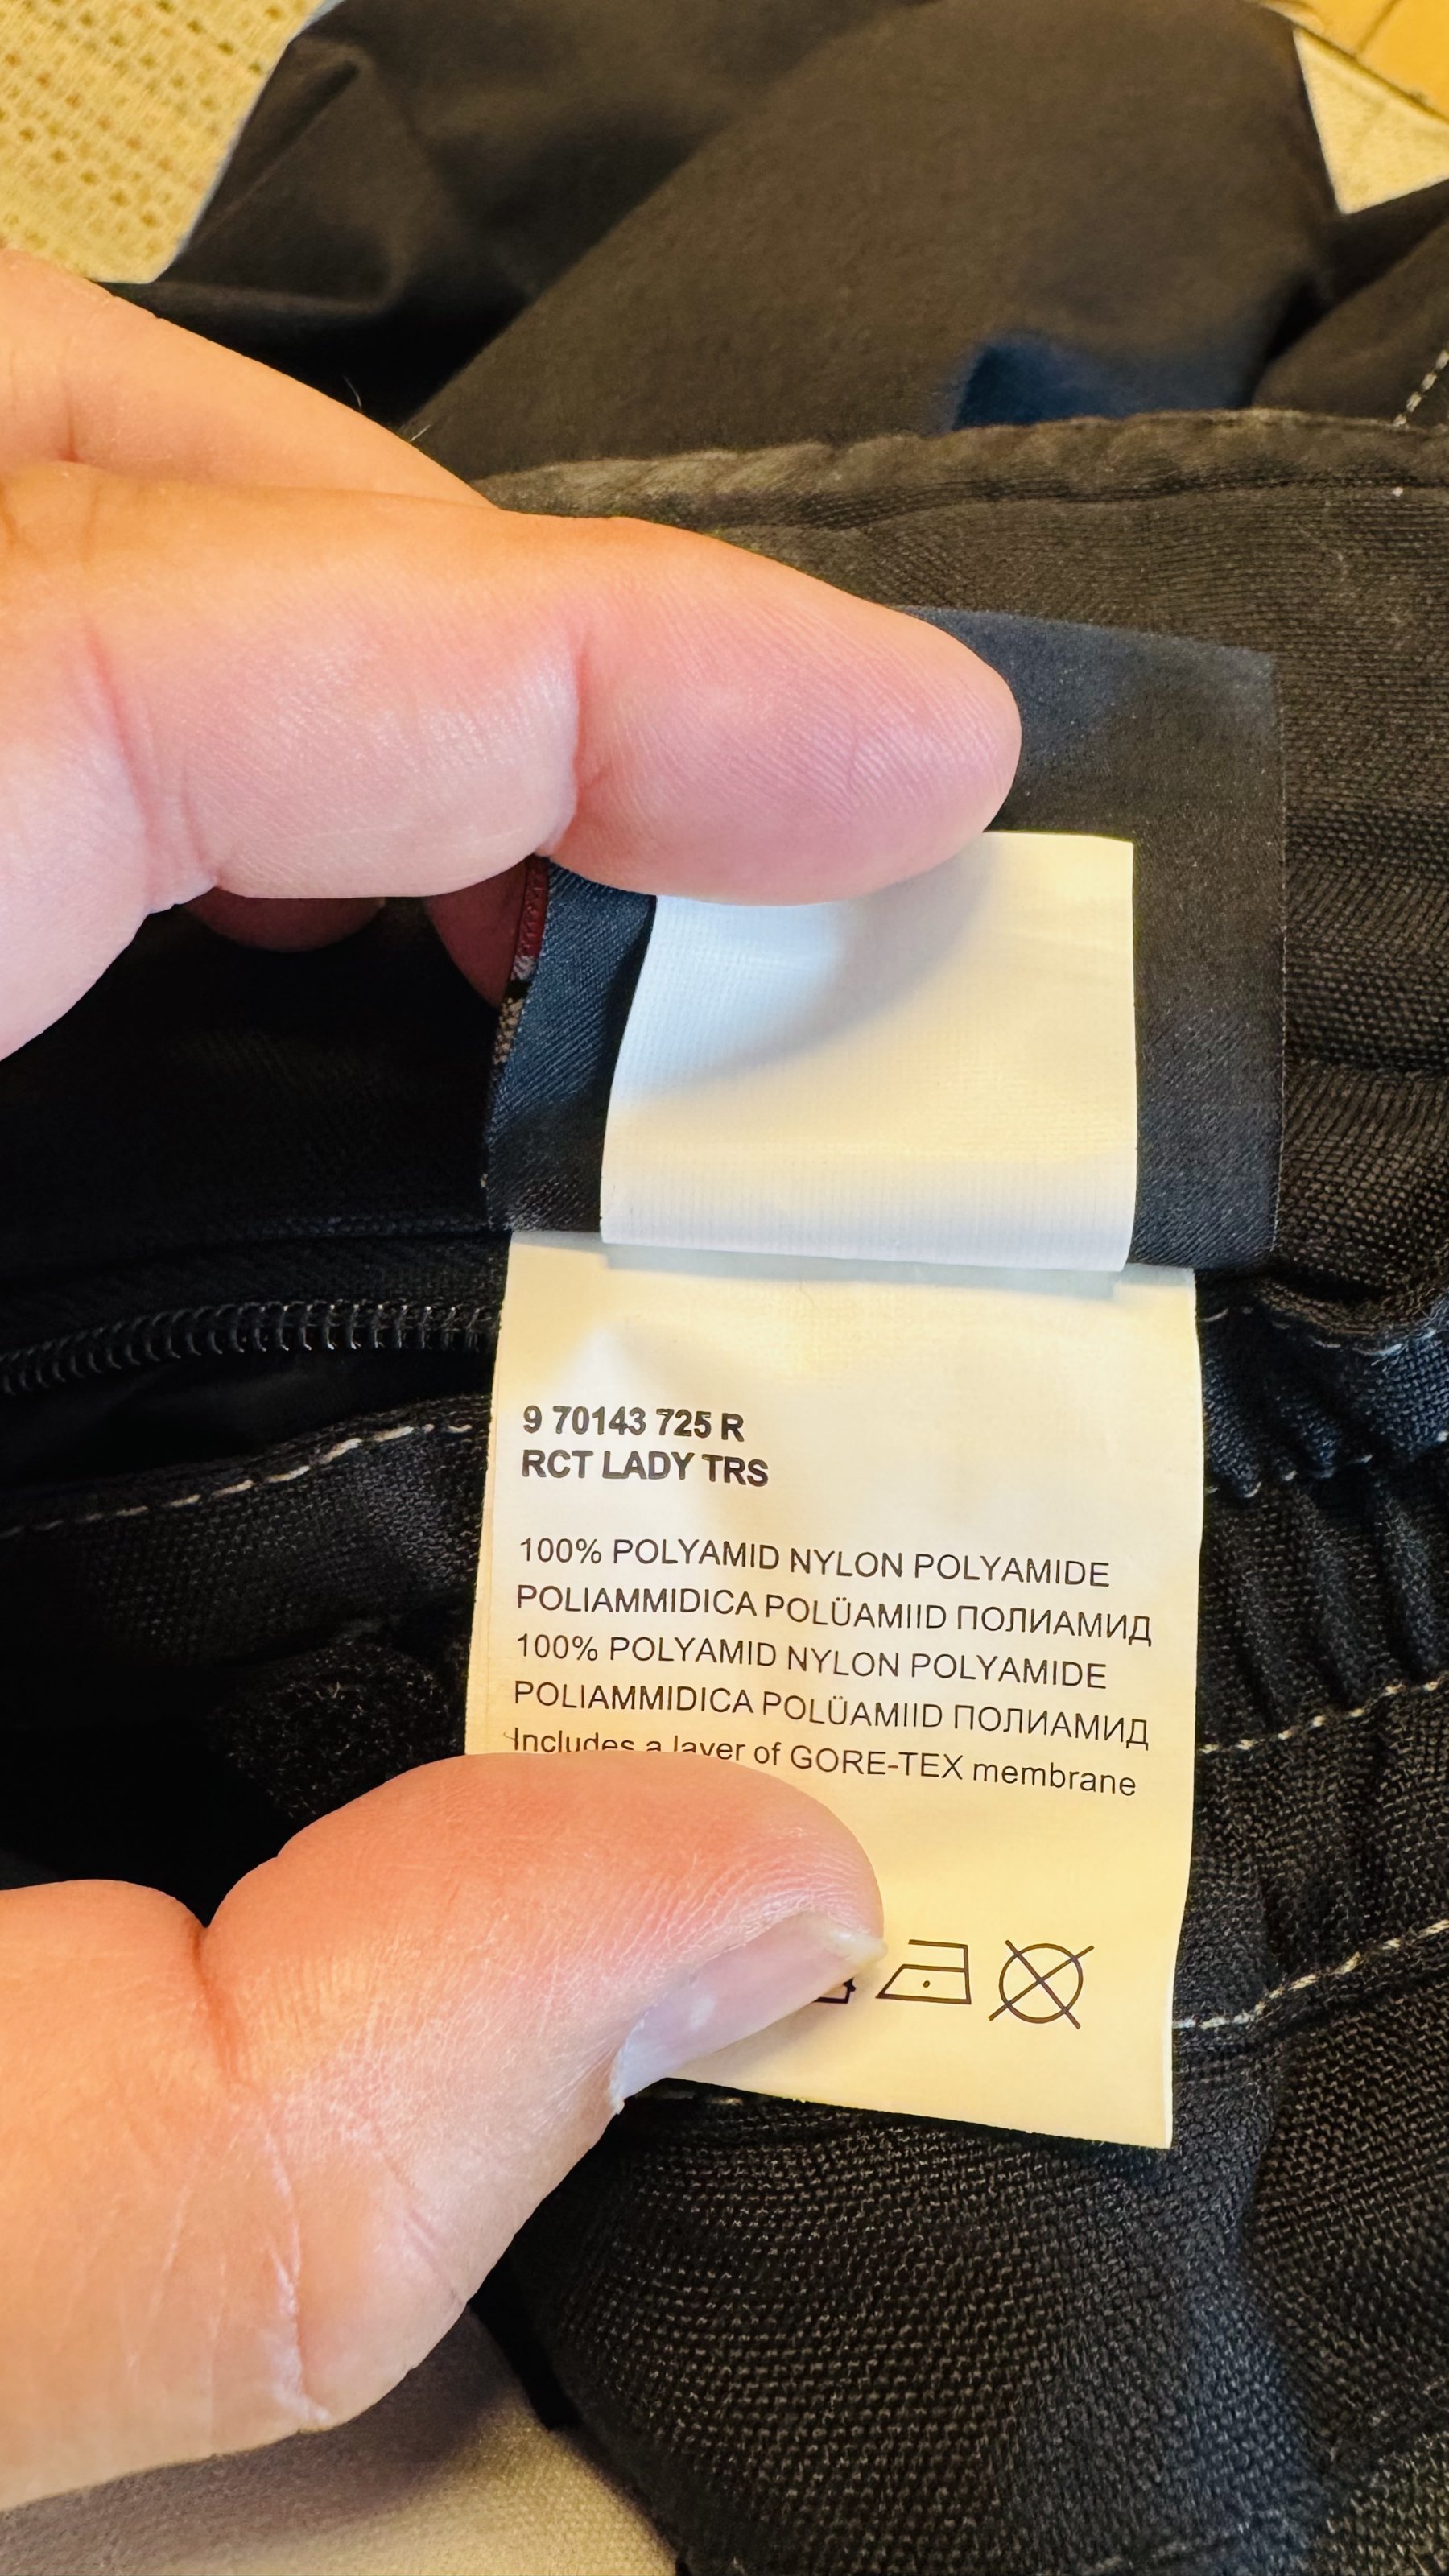 9 70143 725 R
RCT LADY TRS
100% POLYAMID NYLON POLYAMIDE
POLIAMMIDICA POLÜAMIID ПОЛИАМИД
100% POLYAMID NYLON POLYAMIDE
POLIAMMIDICA POLÜAMIID ПОЛИАМИД
Includes a layer of GORE-TEX membrane